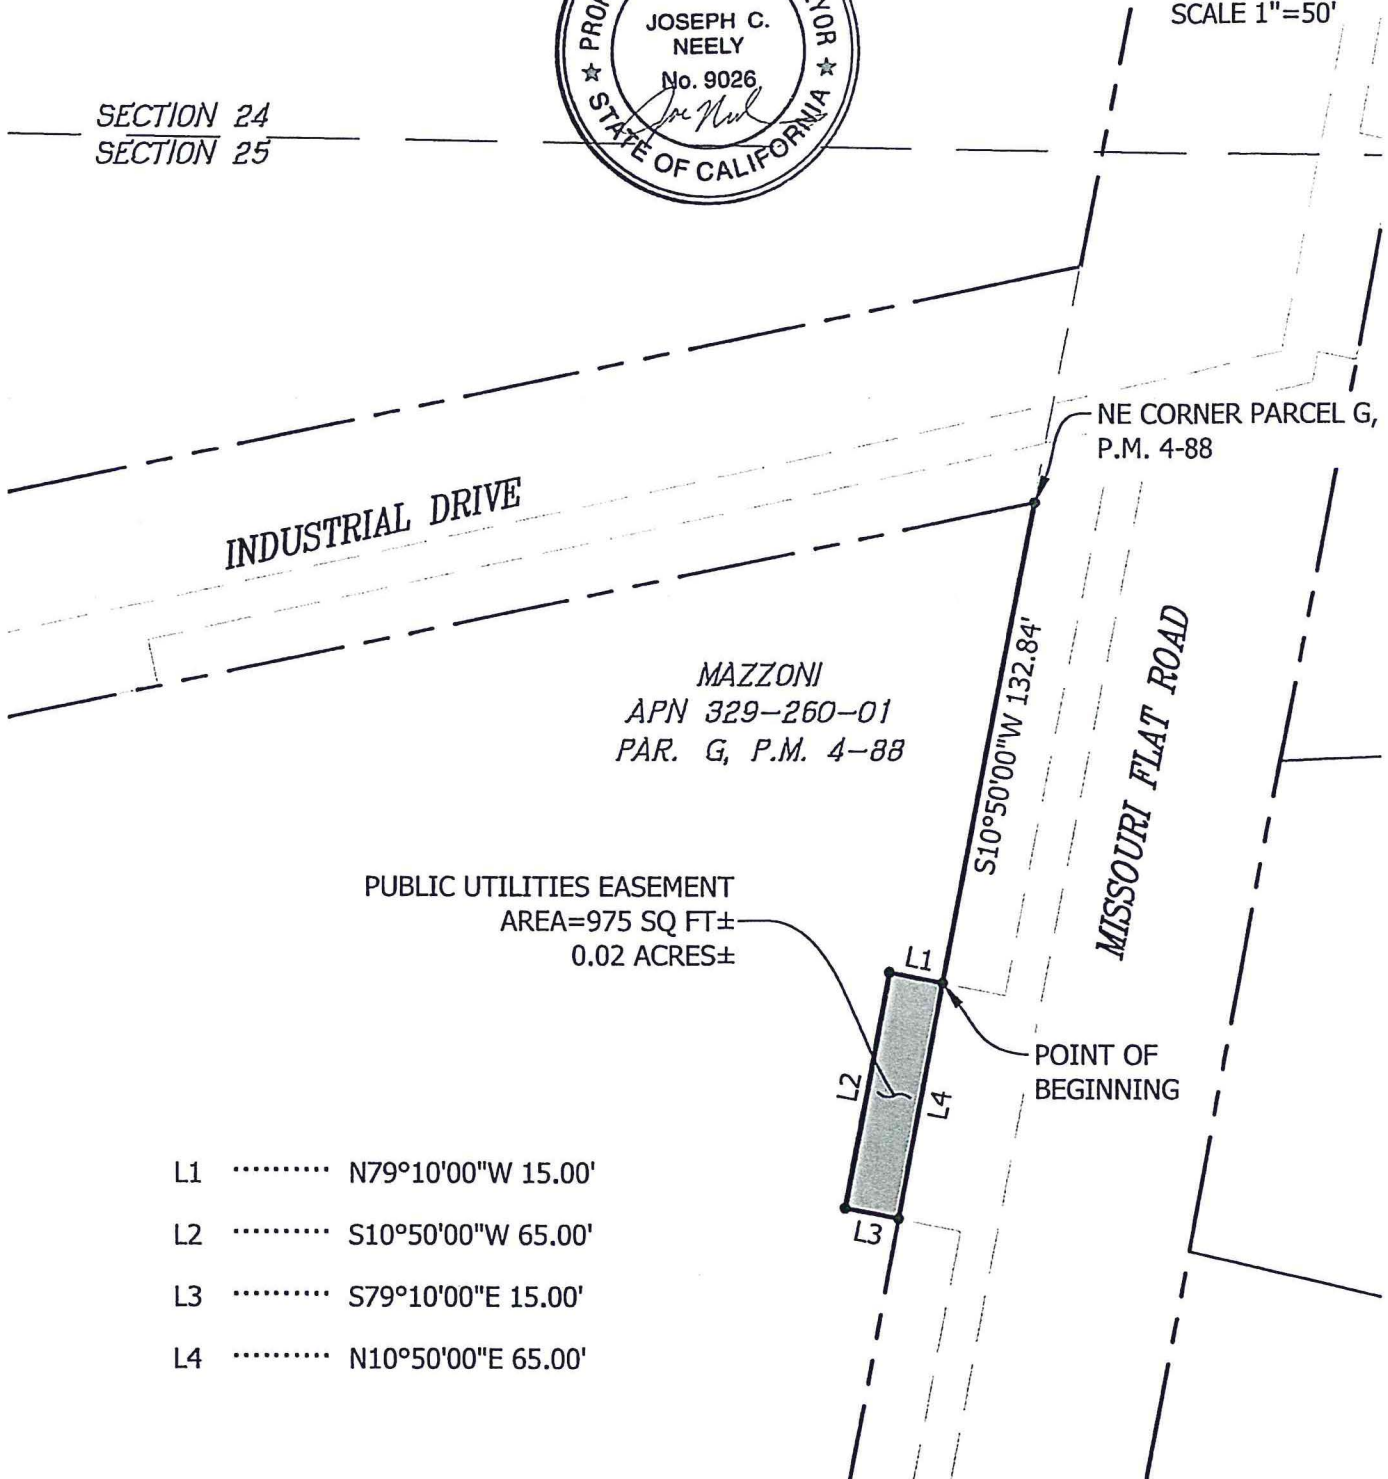 SCALE 1"=50'
JOSEPH C.
NEELY
No. 9026
STATE OF CALIFORNIA
SECTION 24
SECTION 25
NE CORNER PARCEL G,
P.M. 4-88
INDUSTRIAL DRIVE
S10°50'00"W 132.84'
MISSOURI FLAT ROAD
MAZZONI
APN 329-260-01
PAR. G, P.M. 4-88
PUBLIC UTILITIES EASEMENT
AREA=975 SQ FT±
0.02 ACRES±
L1
POINT OF
BEGINNING
L2
L4
L3
L1 ·········· N79°10'00"W 15.00'
L2 ·········· S10°50'00"W 65.00'
L3 ·········· S79°10'00"E 15.00'
L4 ·········· N10°50'00"E 65.00'